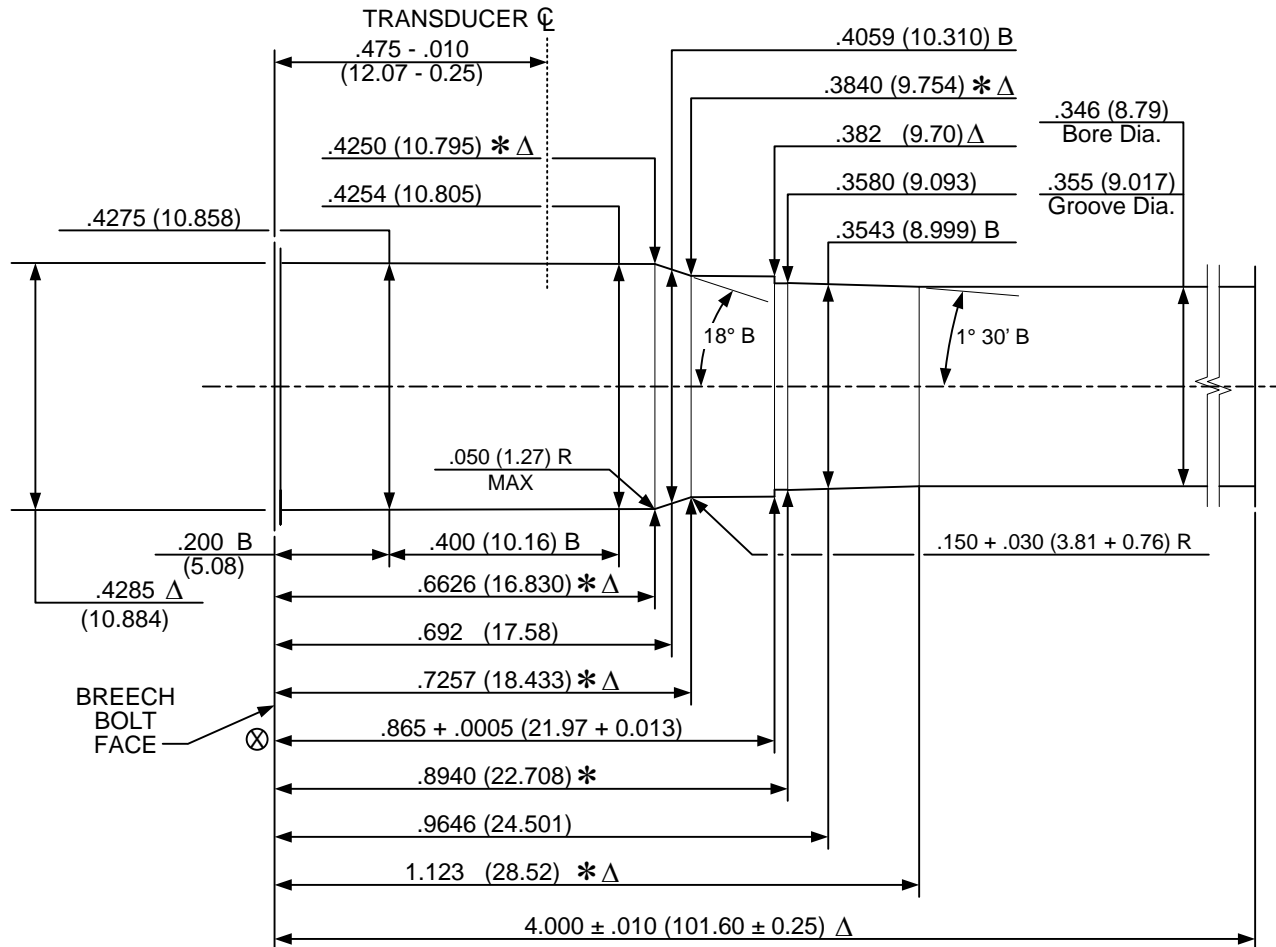 TRANSDUCER ℄
.475 - .010
(12.07 - 0.25)
.4059 (10.310) B
.3840 (9.754) * Δ
.346 (8.79)
Bore Dia.
.4250 (10.795) * Δ
.382 (9.70) Δ
.4254 (10.805)
.3580 (9.093)
.355 (9.017)
Groove Dia.
.4275 (10.858)
.3543 (8.999) B
18° B
1° 30’ B
.050 (1.27) R
MAX
.200 B
(5.08)
.400 (10.16) B
.150 + .030 (3.81 + 0.76) R
.4285 Δ
(10.884)
.6626 (16.830) * Δ
.692 (17.58)
.7257 (18.433) * Δ
BREECH
BOLT
FACE
ⓧ
.865 + .0005 (21.97 + 0.013)
.8940 (22.708) *
.9646 (24.501)
1.123 (28.52) * Δ
4.000 ± .010 (101.60 ± 0.25) Δ